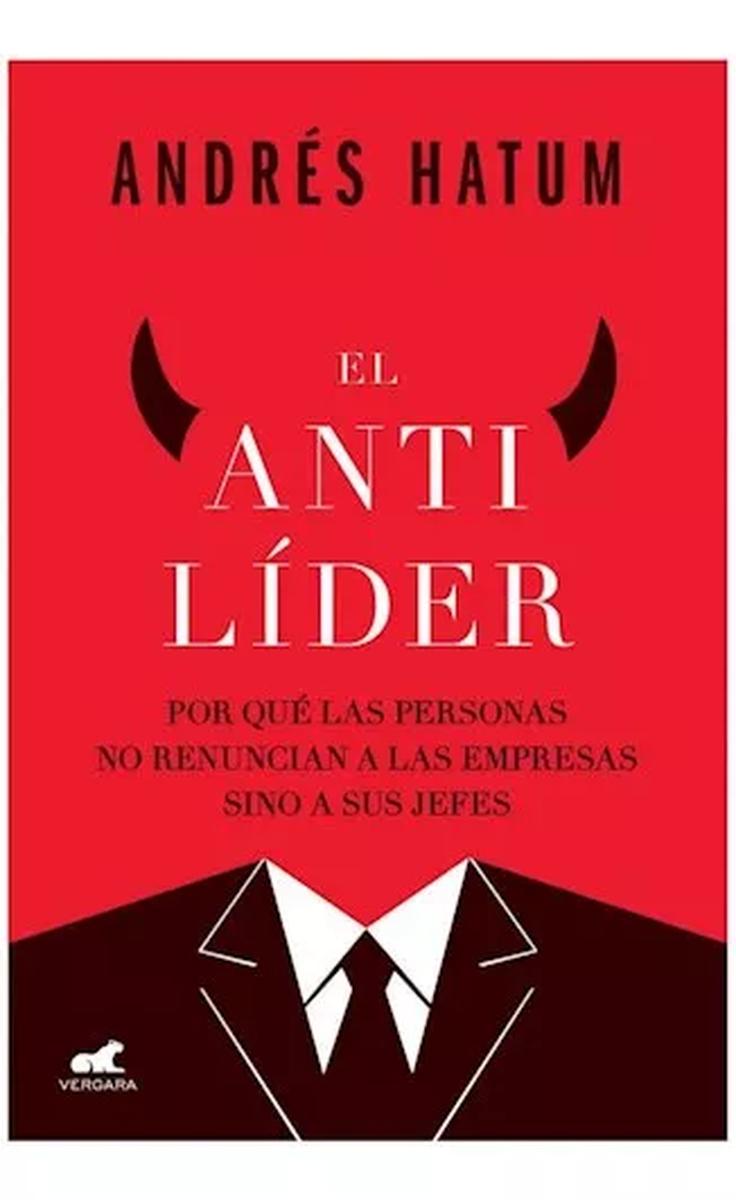 ANDRÉS HATUM
EL
ANTI
LÍDER
POR QUÉ LAS PERSONAS
NO RENUNCIAN A LAS EMPRESAS
SINO A SUS JEFES
VERGARA